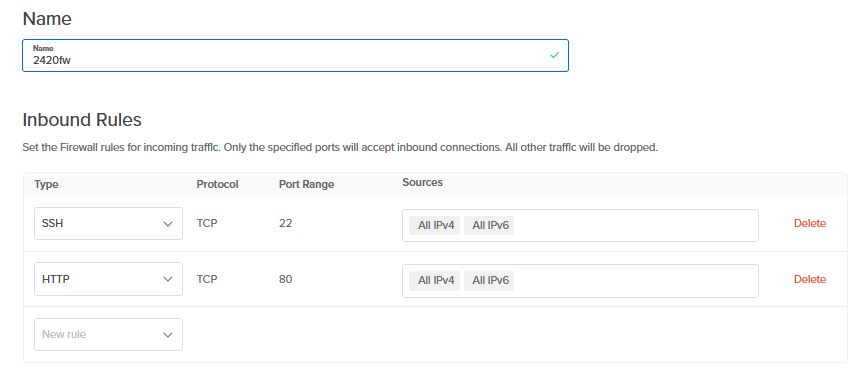 Name
Name
2420fw
Inbound Rules
Set the Firewall rules for incoming traffic. Only the specified ports will accept inbound connections. All other traffic will be dropped.
Type Protocol Port Range Sources
SSH TCP 22 All IPv4 All IPv6 Delete
HTTP TCP 80 All IPv4 All IPv6 Delete
New rule